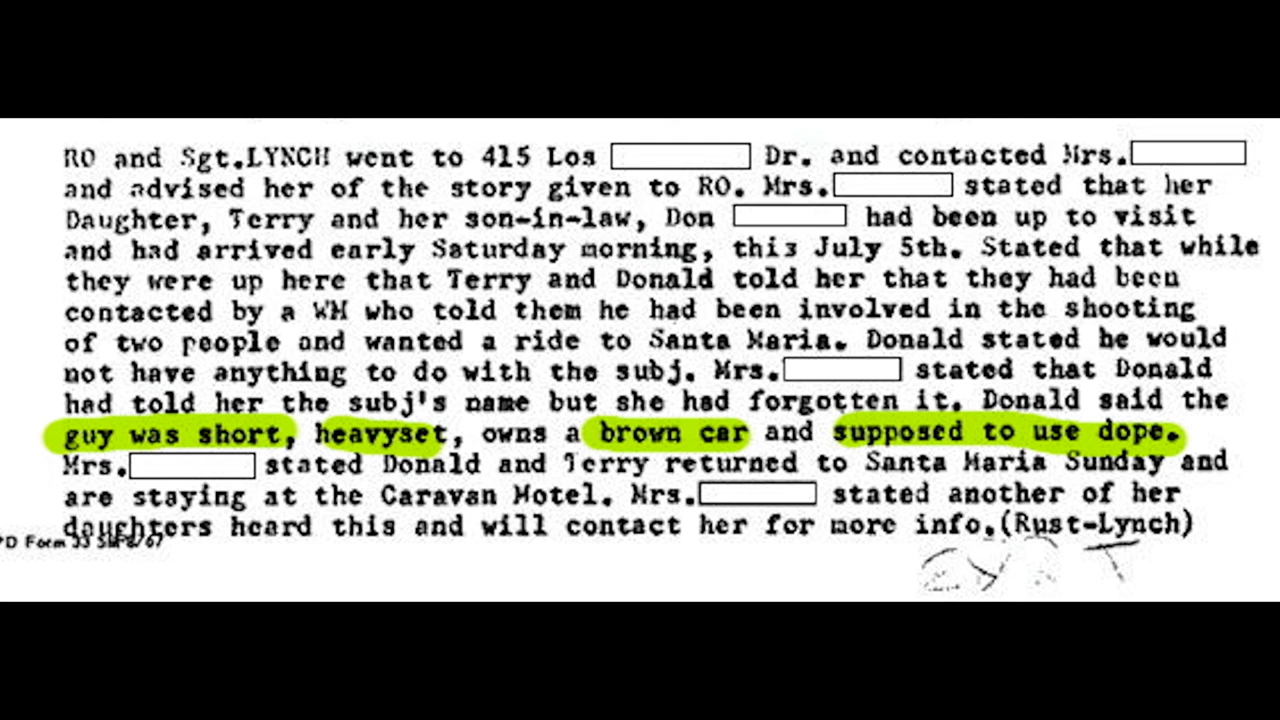 RO and Sgt.LYNCH went to 415 Los Dr. and contacted Mrs.
and advised her of the story given to RO. Mrs. stated that her
Daughter, Terry and her son-in-law, Don had been up to visit
and had arrived early Saturday morning, this July 5th. Stated that while
they were up here that Terry and Donald told her that they had been
contacted by a WM who told them he had been involved in the shooting
of two people and wanted a ride to Santa Maria. Donald stated he would
not have anything to do with the subj. Mrs. stated that Donald
had told her the subj's name but she had forgotten it. Donald said the
guy was short, heavyset, owns a brown car and supposed to use dope.
Mrs. stated Donald and Terry returned to Santa Maria Sunday and
are staying at the Caravan Motel. Mrs. stated another of her
daughters heard this and will contact her for more info.(Rust-Lynch)
PD Form 33